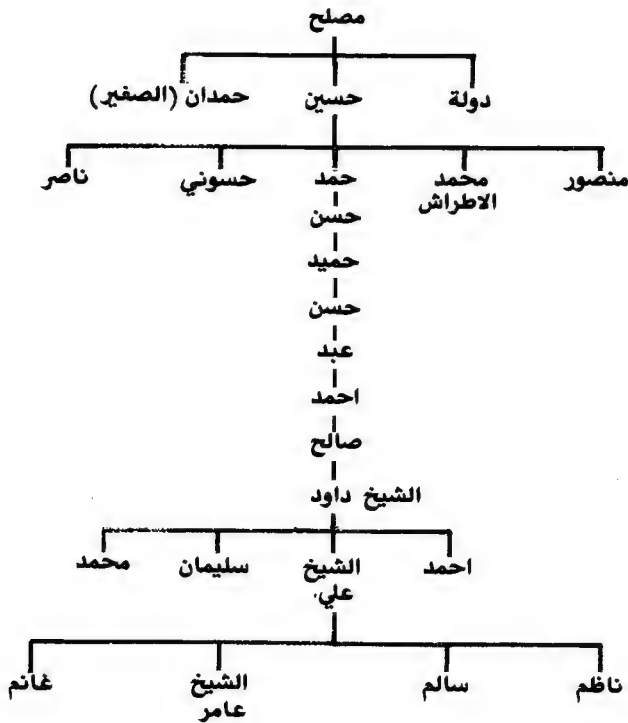 مصلح
دولة حسين حمدان (الصغير)
منصور محمد الاطراش حمد حسوني ناصر
حسن
حميد
حسن
عبد
احمد
صالح
الشيخ داود
احمد الشيخ علي سليمان محمد
ناظم سالم الشيخ عامر غانم